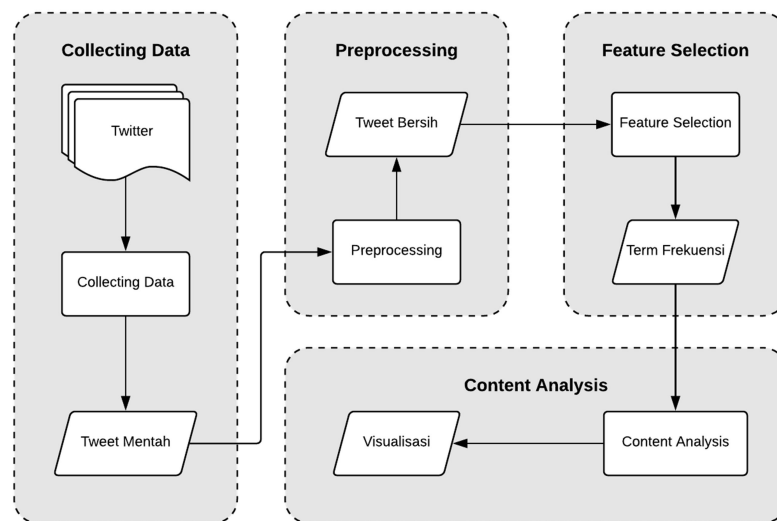 Collecting Data
Twitter
Collecting Data
Tweet Mentah
Preprocessing
Tweet Bersih
Preprocessing
Feature Selection
Feature Selection
Term Frekuensi
Content Analysis
Visualisasi
Content Analysis